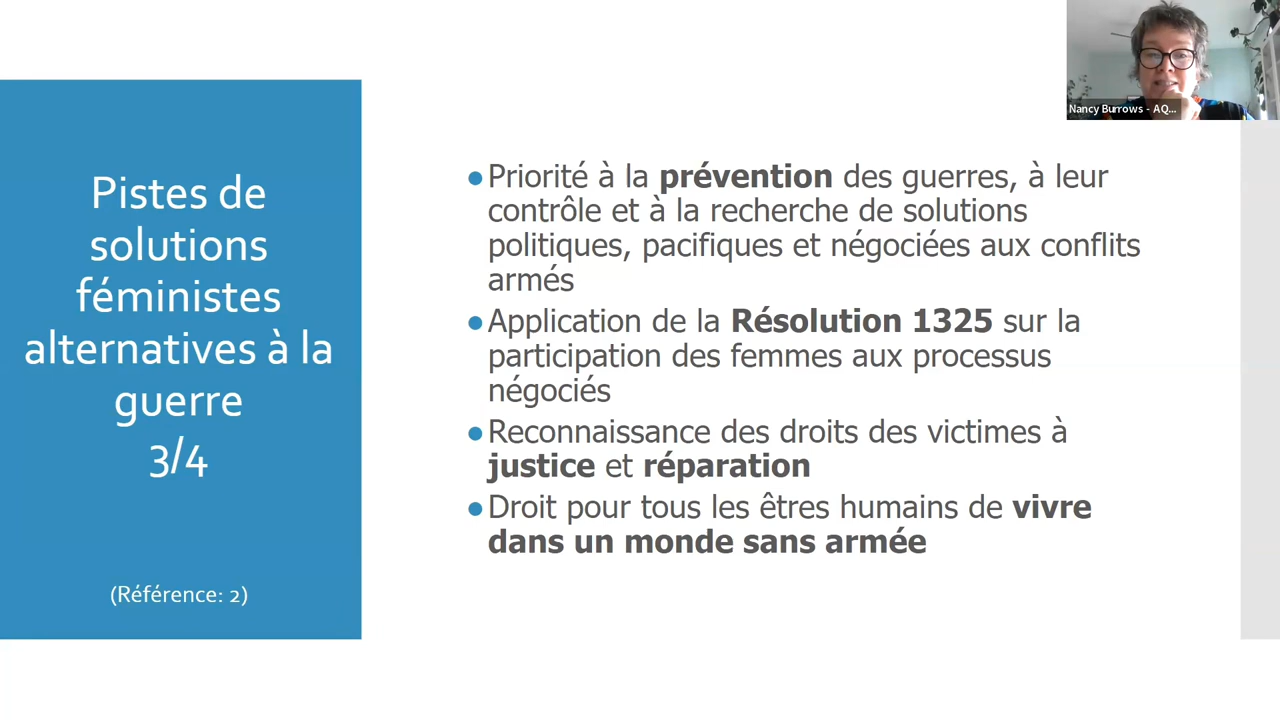 Nancy Burrows - AQ...
Pistes de
solutions
féministes
alternatives à la
guerre
3/4
(Référence: 2)
●Priorité à la prévention des guerres, à leur
contrôle et à la recherche de solutions
politiques, pacifiques et négociées aux conflits
armés
●Application de la Résolution 1325 sur la
participation des femmes aux processus
négociés
●Reconnaissance des droits des victimes à
justice et réparation
●Droit pour tous les êtres humains de vivre
dans un monde sans armée